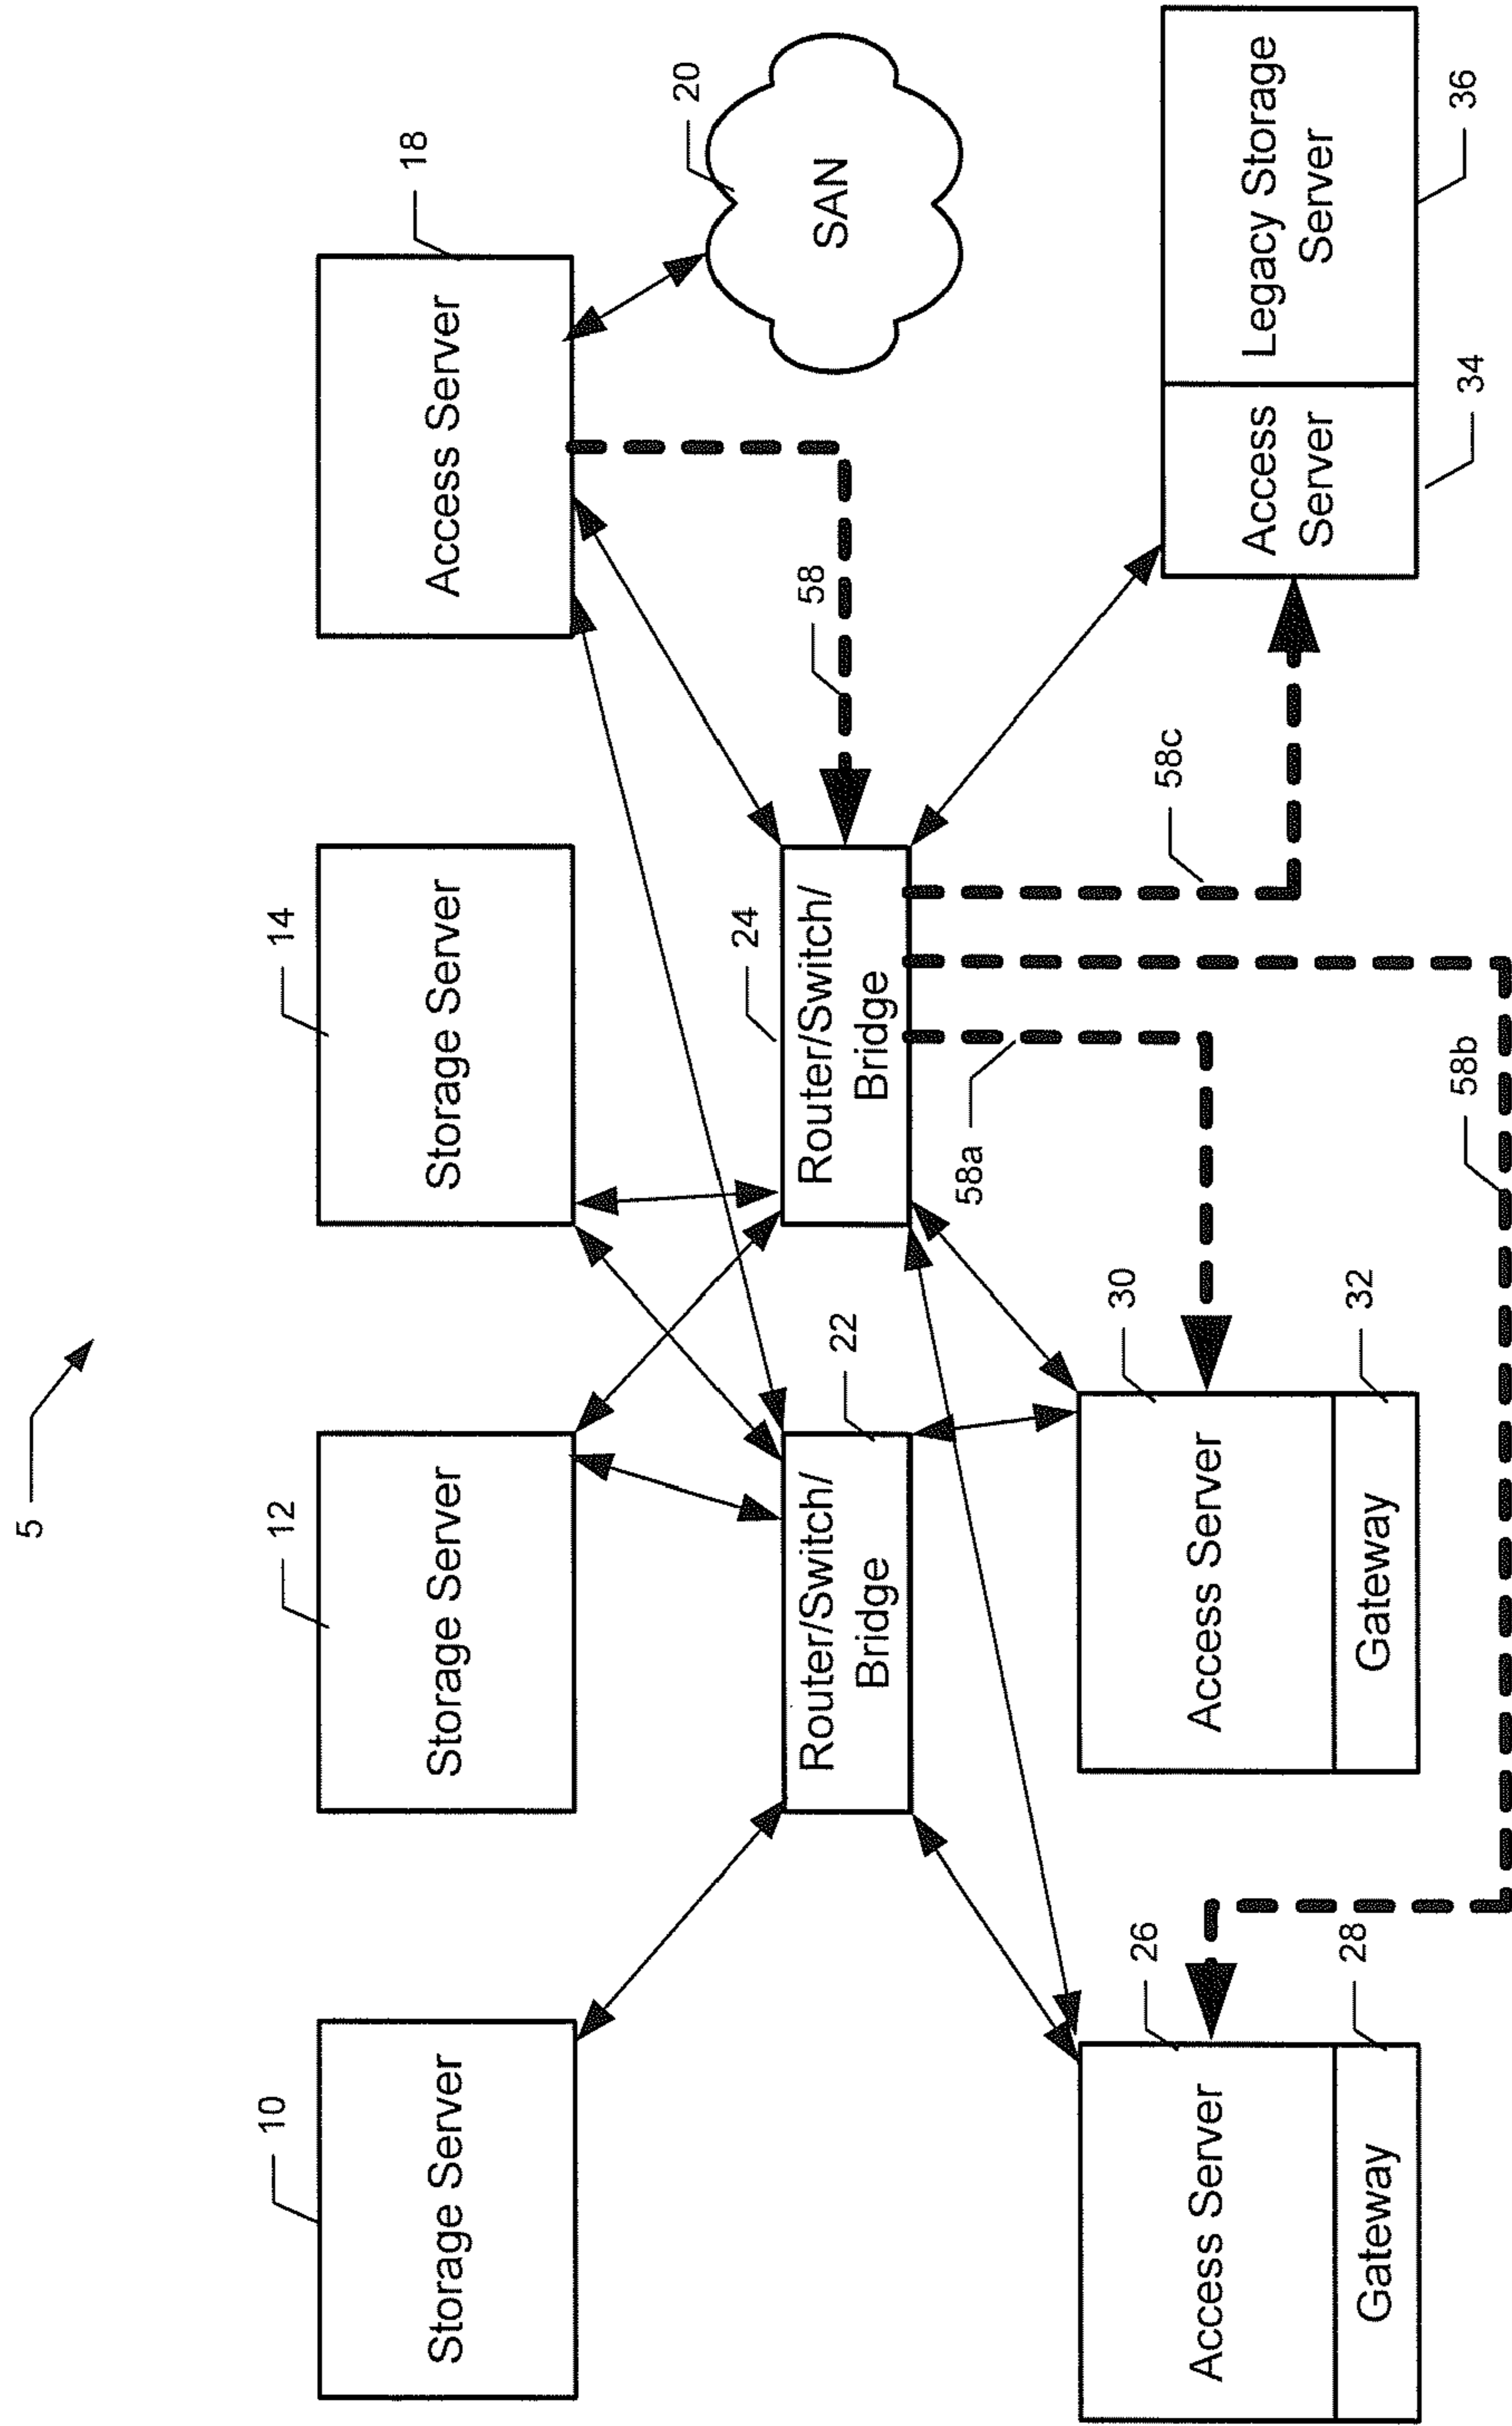 5
10
Storage Server
12
Storage Server
14
Storage Server
18
Access Server
20
SAN
22
Router/Switch/
Bridge
24
Router/Switch/
Bridge
58
58a
58b
58c
26
Access Server
28
Gateway
30
Access Server
32
Gateway
Access
Server
34
Legacy Storage
Server
36